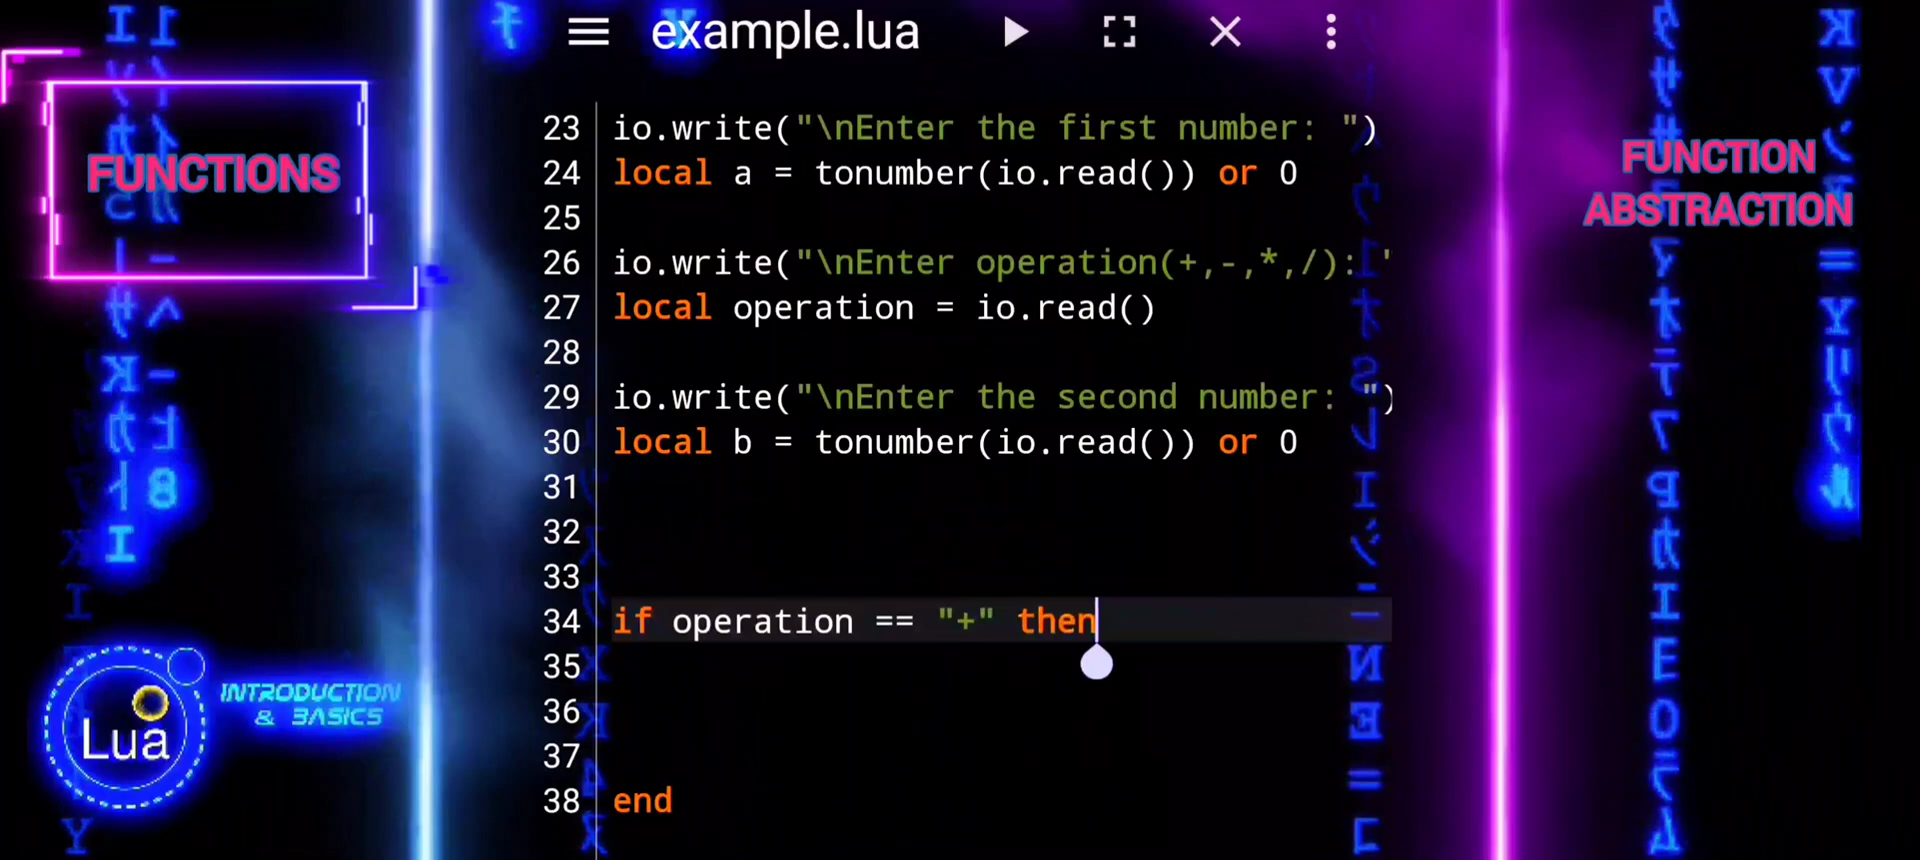 example.lua
FUNCTIONS
FUNCTION
ABSTRACTION
23 io.write("\nEnter the first number: ")
24 local a = tonumber(io.read()) or 0
25
26 io.write("\nEnter operation(+,-,*,/): "
27 local operation = io.read()
28
29 io.write("\nEnter the second number: ")
30 local b = tonumber(io.read()) or 0
31
32
33
34 if operation == "+" then
35
36
37
38 end
Lua
INTRODUCTION
& BASICS